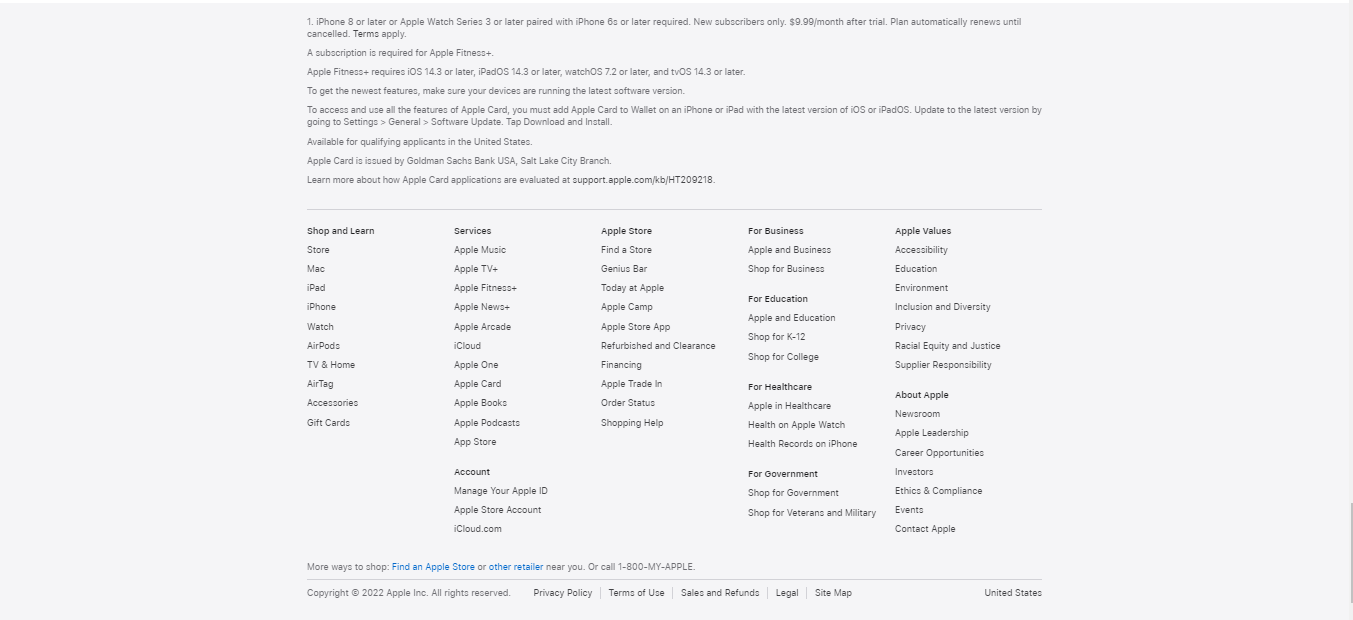 1. iPhone 8 or later or Apple Watch Series 3 or later paired with iPhone 6s or later required. New subscribers only. $9.99/month after trial. Plan automatically renews until
cancelled. Terms apply.
A subscription is required for Apple Fitness+.
Apple Fitness+ requires iOS 14.3 or later, iPadOS 14.3 or later, watchOS 7.2 or later, and tvOS 14.3 or later.
To get the newest features, make sure your devices are running the latest software version.
To access and use all the features of Apple Card, you must add Apple Card to Wallet on an iPhone or iPad with the latest version of iOS or iPadOS. Update to the latest version by
going to Settings > General > Software Update. Tap Download and Install.
Available for qualifying applicants in the United States.
Apple Card is issued by Goldman Sachs Bank USA, Salt Lake City Branch.
Learn more about how Apple Card applications are evaluated at support.apple.com/kb/HT209218.
Shop and Learn
Store
Mac
iPad
iPhone
Watch
AirPods
TV & Home
AirTag
Accessories
Gift Cards
Services
Apple Music
Apple TV+
Apple Fitness+
Apple News+
Apple Arcade
iCloud
Apple One
Apple Card
Apple Books
Apple Podcasts
App Store
Account
Manage Your Apple ID
Apple Store Account
iCloud.com
Apple Store
Find a Store
Genius Bar
Today at Apple
Apple Camp
Apple Store App
Refurbished and Clearance
Financing
Apple Trade In
Order Status
Shopping Help
For Business
Apple and Business
Shop for Business
For Education
Apple and Education
Shop for K-12
Shop for College
For Healthcare
Apple in Healthcare
Health on Apple Watch
Health Records on iPhone
For Government
Shop for Government
Shop for Veterans and Military
Apple Values
Accessibility
Education
Environment
Inclusion and Diversity
Privacy
Racial Equity and Justice
Supplier Responsibility
About Apple
Newsroom
Apple Leadership
Career Opportunities
Investors
Ethics & Compliance
Events
Contact Apple
More ways to shop: Find an Apple Store or other retailer near you. Or call 1-800-MY-APPLE.
Copyright © 2022 Apple Inc. All rights reserved. Privacy Policy Terms of Use Sales and Refunds Legal Site Map United States